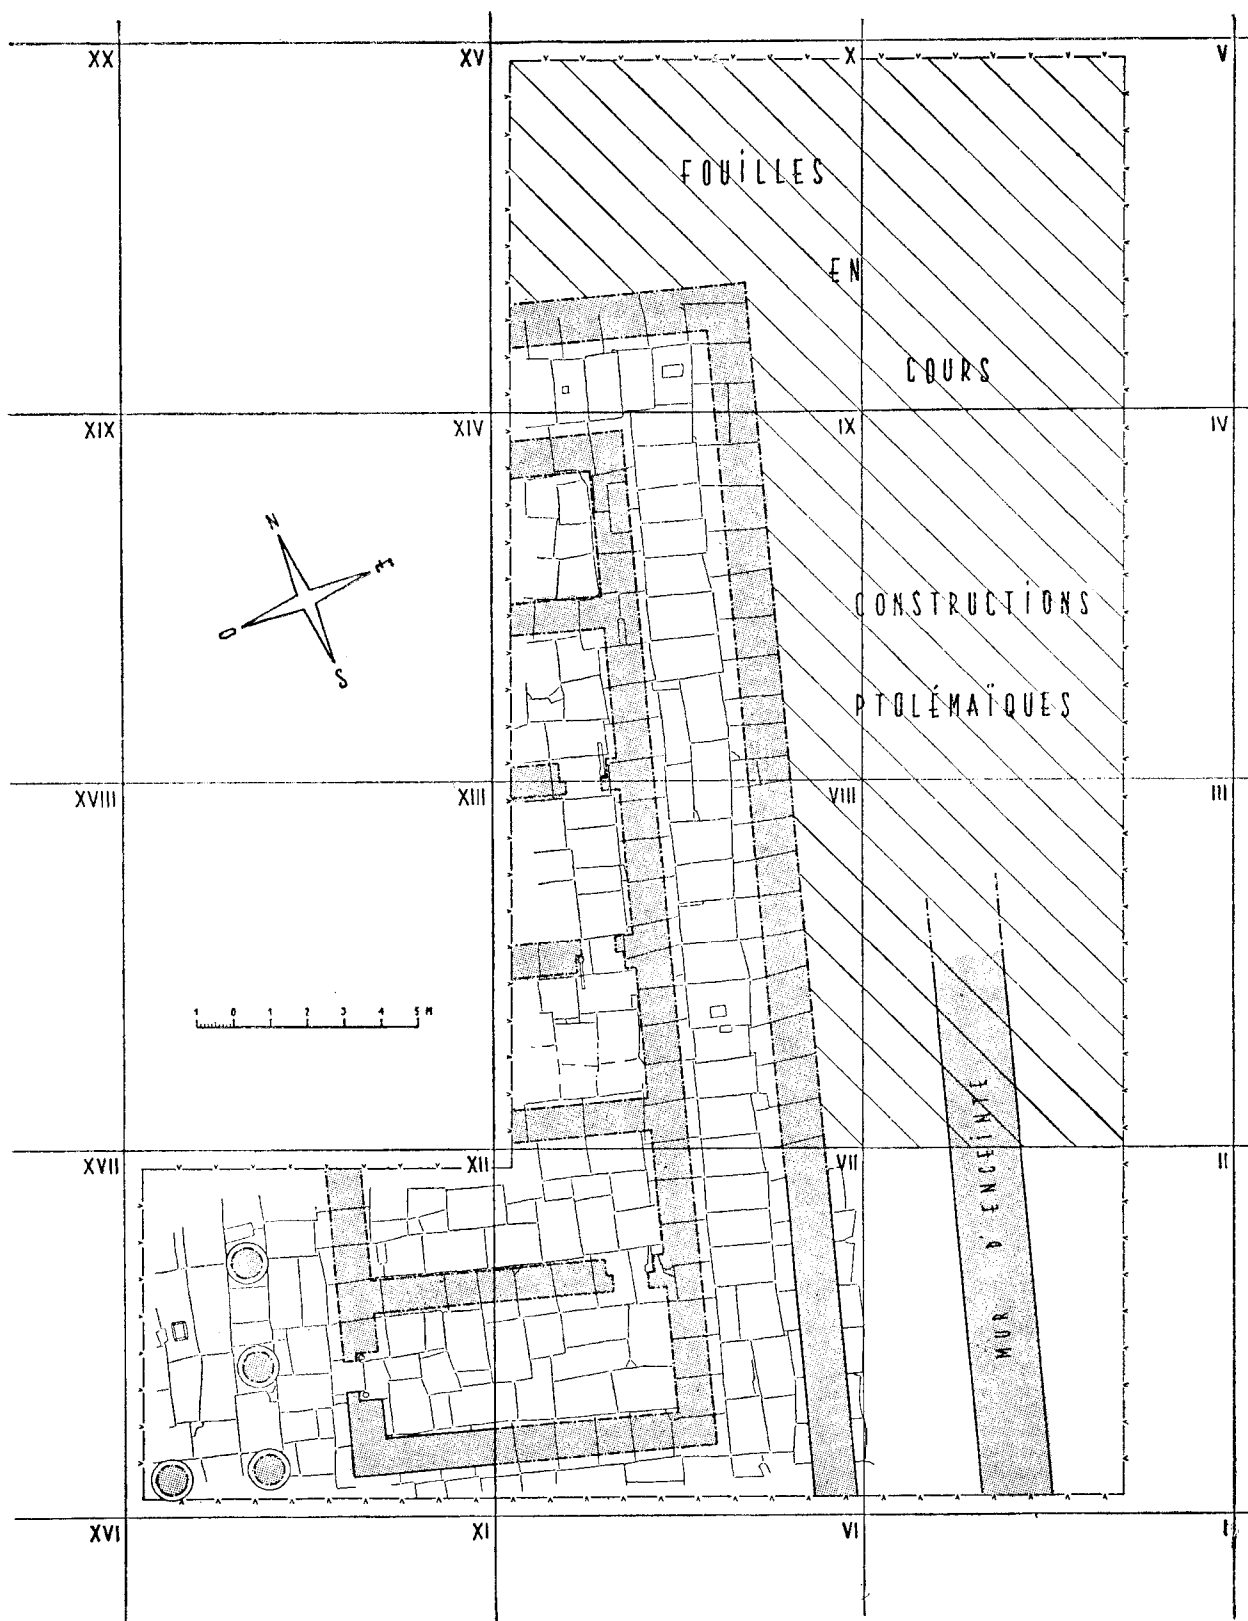 XX XV X V
FOUILLES
EN
COURS
XIX XIV IX IV
N
E
O
S
CONSTRUCTIONS
PTOLÉMAÏQUES
XVIII XIII VIII III
1 0 1 2 3 4 5 M
MUR D'ENCEINTE
XVII XII VII II
XVI XI VI I